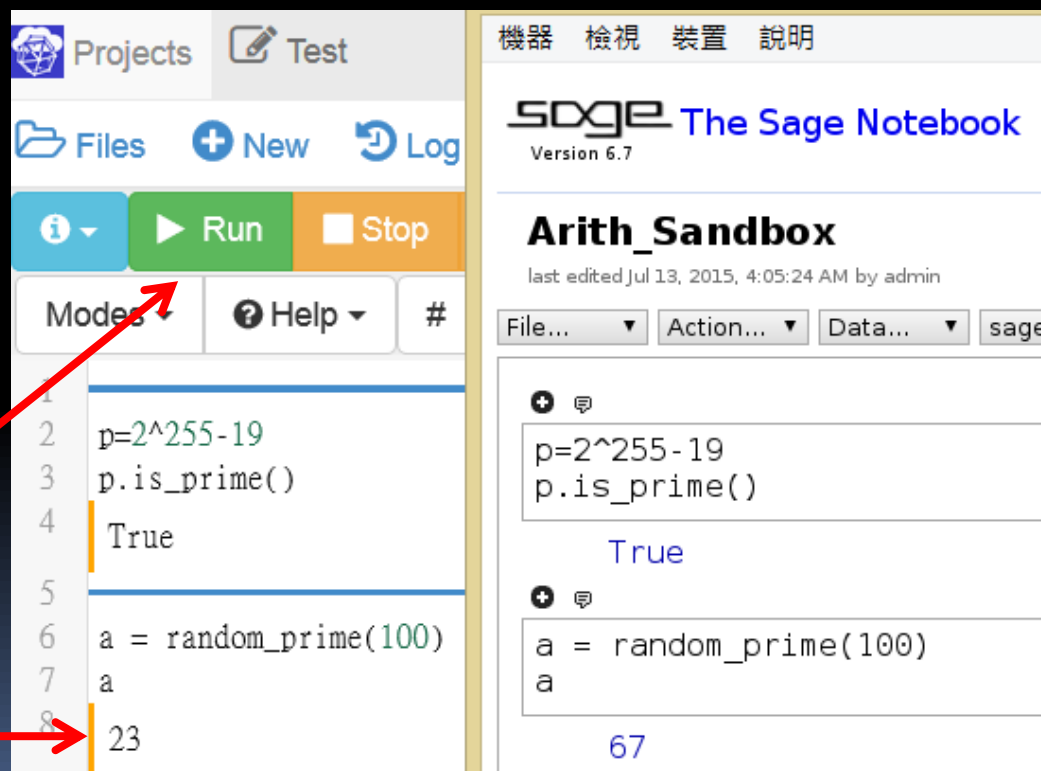 Projects Test
Files New Log
Run Stop
Modes Help #
1
2 p=2^255-19
3 p.is_prime()
4 True
5
6 a = random_prime(100)
7 a
8 23
機器 檢視 裝置 說明
sage The Sage Notebook
Version 6.7
Arith_Sandbox
last edited Jul 13, 2015, 4:05:24 AM by admin
File... Action... Data... sage
p=2^255-19
p.is_prime()
True
a = random_prime(100)
a
67